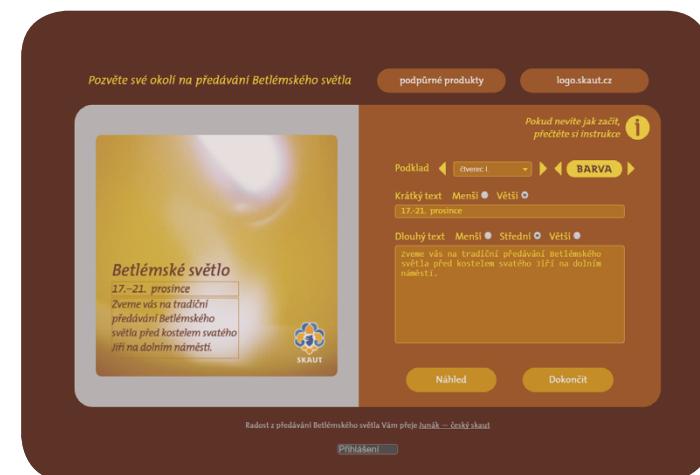 Pozvěte své okolí na předávání Betlémského světla
podpůrné produkty
logo.skaut.cz
Pokud nevíte jak začít,
přečtěte si instrukce
i
Podklad
čtverec I.
BARVA
Krátký text Menší Větší
17.-21. prosince
Dlouhý text Menší Střední Větší
Zveme vás na tradiční předávání Betlémského
světla před kostelem svatého Jiří na dolním
náměstí.
Náhled
Dokončit
Betlémské světlo
17.–21. prosince
Zveme vás na tradiční
předávání Betlémského
světla před kostelem svatého
Jiří na dolním náměstí.
SKAUT
Radost z předávání Betlémského světla Vám přeje Junák — český skaut
Přihlášení